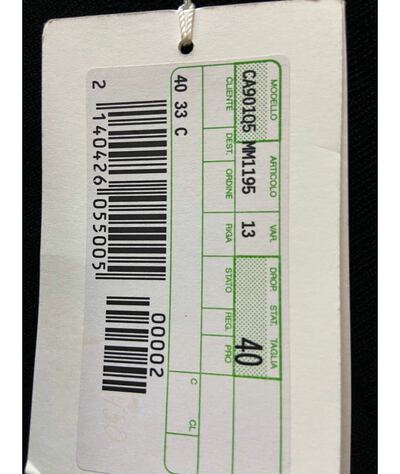 MODELLO ARTICOLO VAR. DROP. STAT. TAGLIA
CA901Q5 MM1195 13 40
CLIENTE DEST. ORDINE RIGA STATO REG. PRO
40 33 C
C CL
00002
2 140426 055005